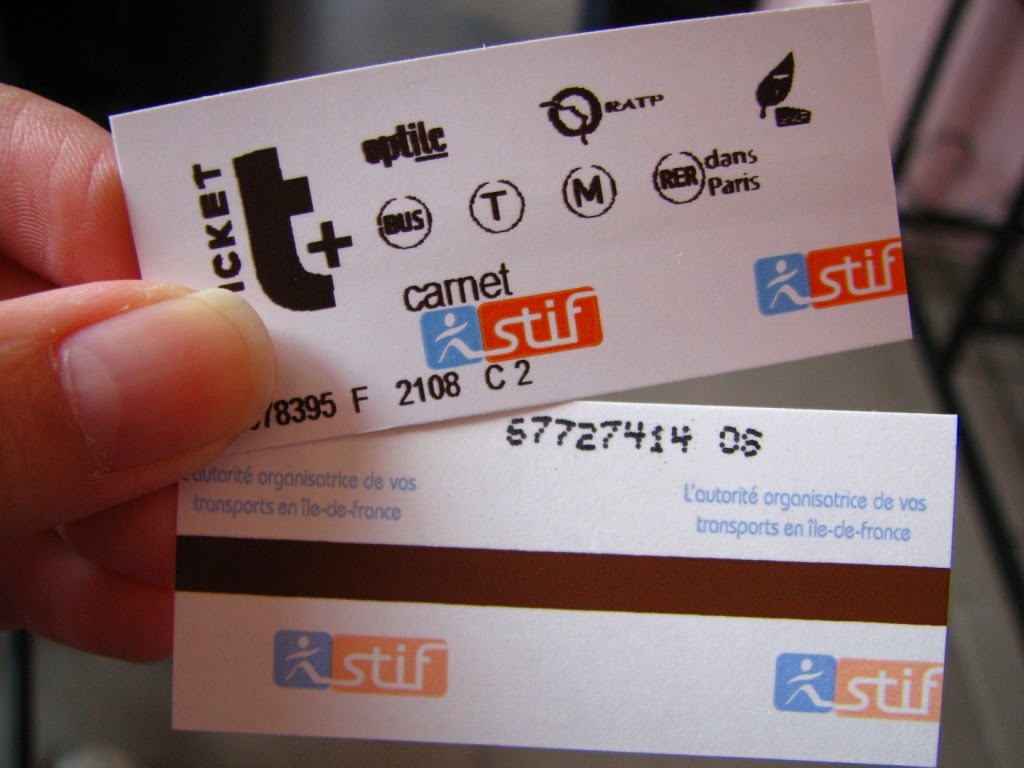 optile
RATP
TICKET
t+
BUS T M RER dans Paris
carnet
stif
stif
78395 F 2108 C 2
67727414 06
L'autorité organisatrice de vos
transports en île-de-france
L'autorité organisatrice de vos
transports en île-de-france
stif
stif